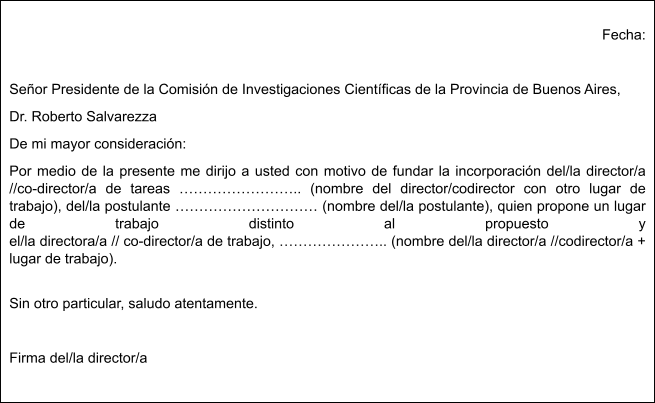 Fecha:
Señor Presidente de la Comisión de Investigaciones Científicas de la Provincia de Buenos Aires,
Dr. Roberto Salvarezza
De mi mayor consideración:
Por medio de la presente me dirijo a usted con motivo de fundar la incorporación del/la director/a
//co-director/a de tareas …………………….. (nombre del director/codirector con otro lugar de
trabajo), del/la postulante ………………………… (nombre del/la postulante), quien propone un lugar
de trabajo distinto al propuesto y
el/la directora/a // co-director/a de trabajo, ………………….. (nombre del/la director/a //codirector/a +
lugar de trabajo).
Sin otro particular, saludo atentamente.
Firma del/la director/a